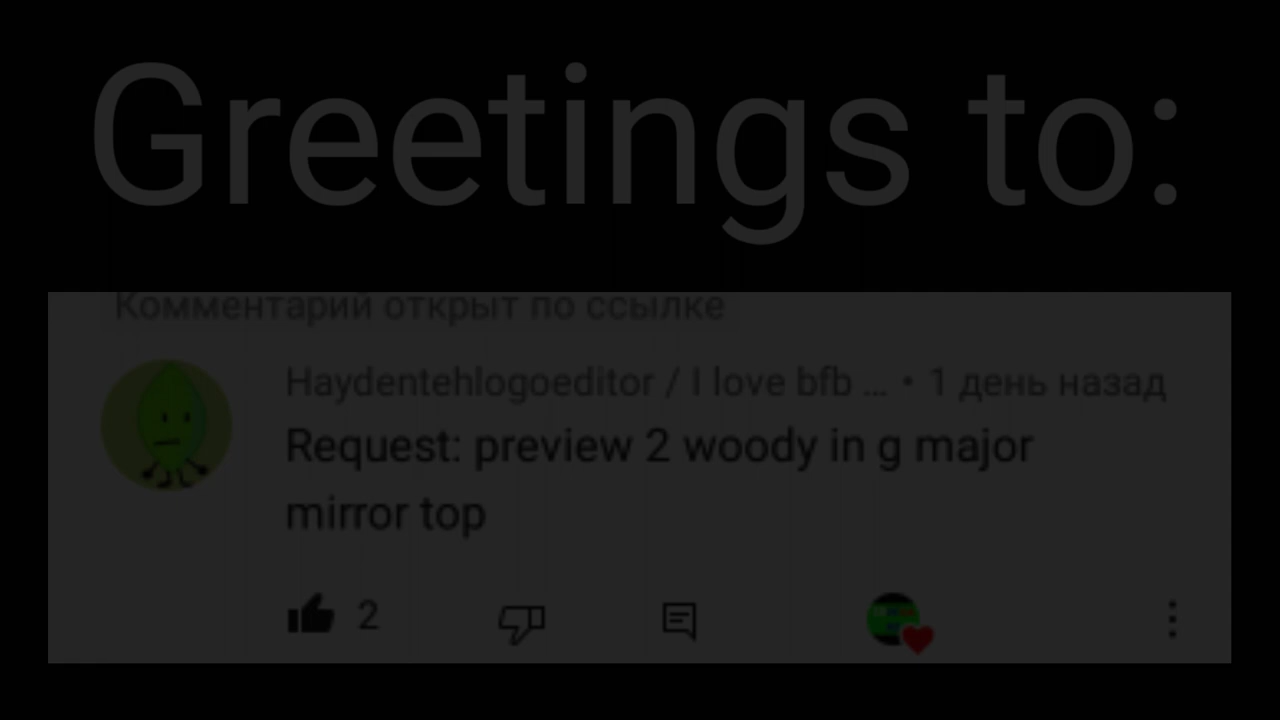 Greetings to:
Комментарий открыт по ссылке
Haydentehlogoeditor / I love bfb ... • 1 день назад
Request: preview 2 woody in g major
mirror top
2